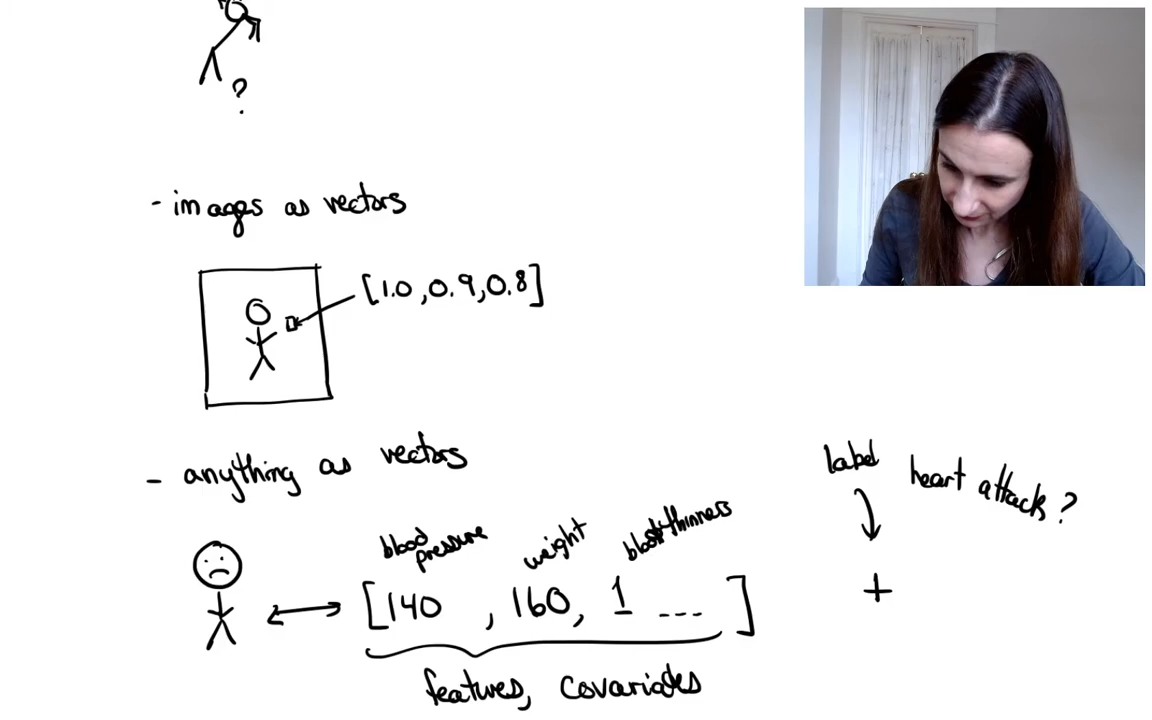 ?
- images as vectors
[1.0, 0.9, 0.8]
- anything as vectors
label heart attack?
blood pressure weight blood thinners
[140, 160, 1 --- ] +
features, covariates